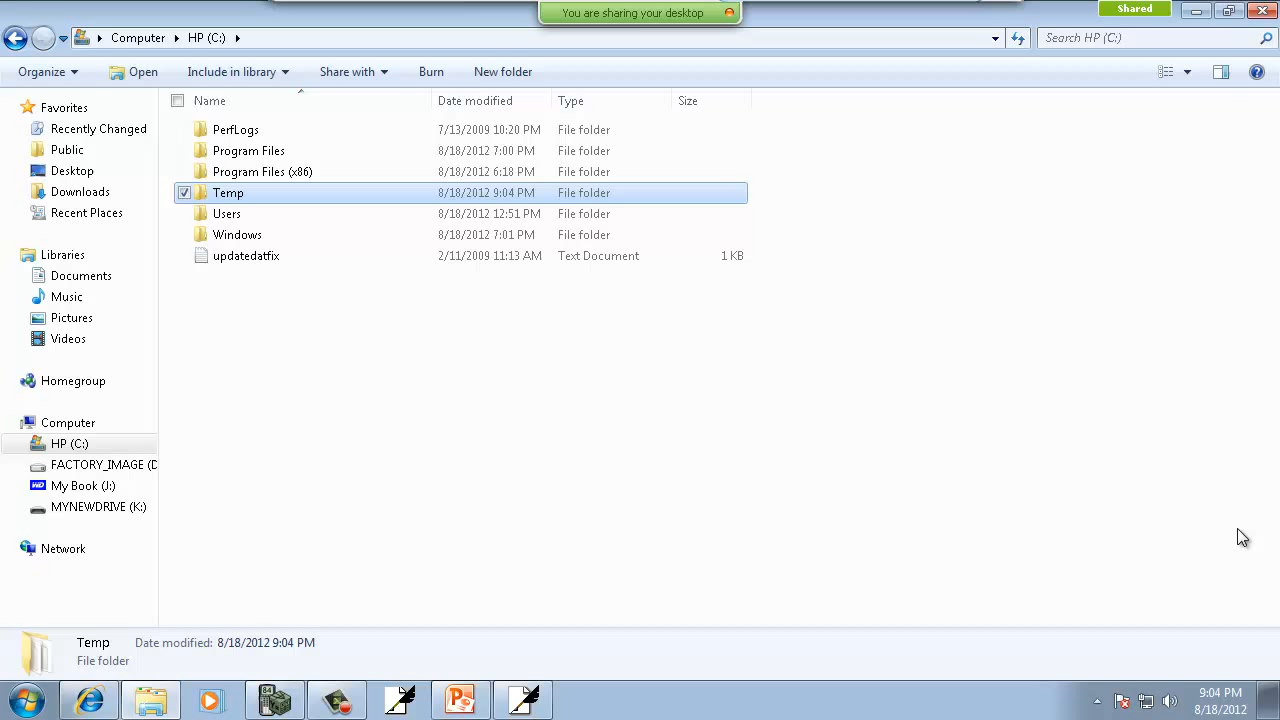 You are sharing your desktop
Shared
Computer HP (C:)
Search HP (C:)
Organize Open Include in library Share with Burn New folder
Name Date modified Type Size
Favorites
Recently Changed
Public
Desktop
Downloads
Recent Places
Libraries
Documents
Music
Pictures
Videos
Homegroup
Computer
HP (C:)
FACTORY_IMAGE (D
My Book (J:)
MYNEWDRIVE (K:)
Network
PerfLogs 7/13/2009 10:20 PM File folder
Program Files 8/18/2012 7:00 PM File folder
Program Files (x86) 8/18/2012 6:18 PM File folder
Temp 8/18/2012 9:04 PM File folder
Users 8/18/2012 12:51 PM File folder
Windows 8/18/2012 7:01 PM File folder
updatedatfix 2/11/2009 11:13 AM Text Document 1 KB
Temp Date modified: 8/18/2012 9:04 PM
File folder
9:04 PM
8/18/2012